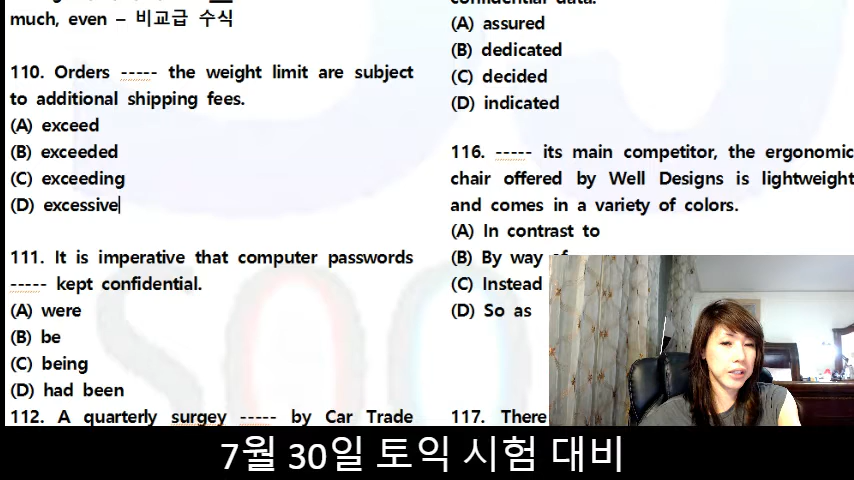 much, even – 비교급 수식
110. Orders ----- the weight limit are subject
to additional shipping fees.
(A) exceed
(B) exceeded
(C) exceeding
(D) excessive
111. It is imperative that computer passwords
----- kept confidential.
(A) were
(B) be
(C) being
(D) had been
112. A quarterly surgey ----- by Car Trade
(A) assured
(B) dedicated
(C) decided
(D) indicated
116. ----- its main competitor, the ergonomic
chair offered by Well Designs is lightweight
and comes in a variety of colors.
(A) In contrast to
(B) By way of
(C) Instead
(D) So as
117. There
7월 30일 토익 시험 대비